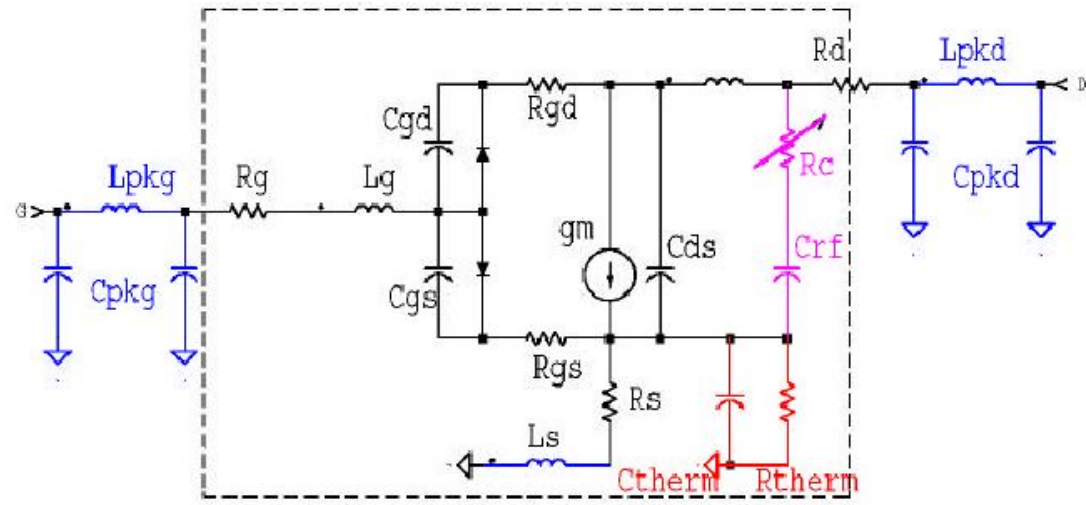 Rd
Lpkd
Rgd
D
Cgd
Lpkg
Rg
Lg
Rc
Cpkd
G
gm
Cds
Crf
Cpkg
Cgs
Rgs
Rs
Ls
Ctherm
Rtherm